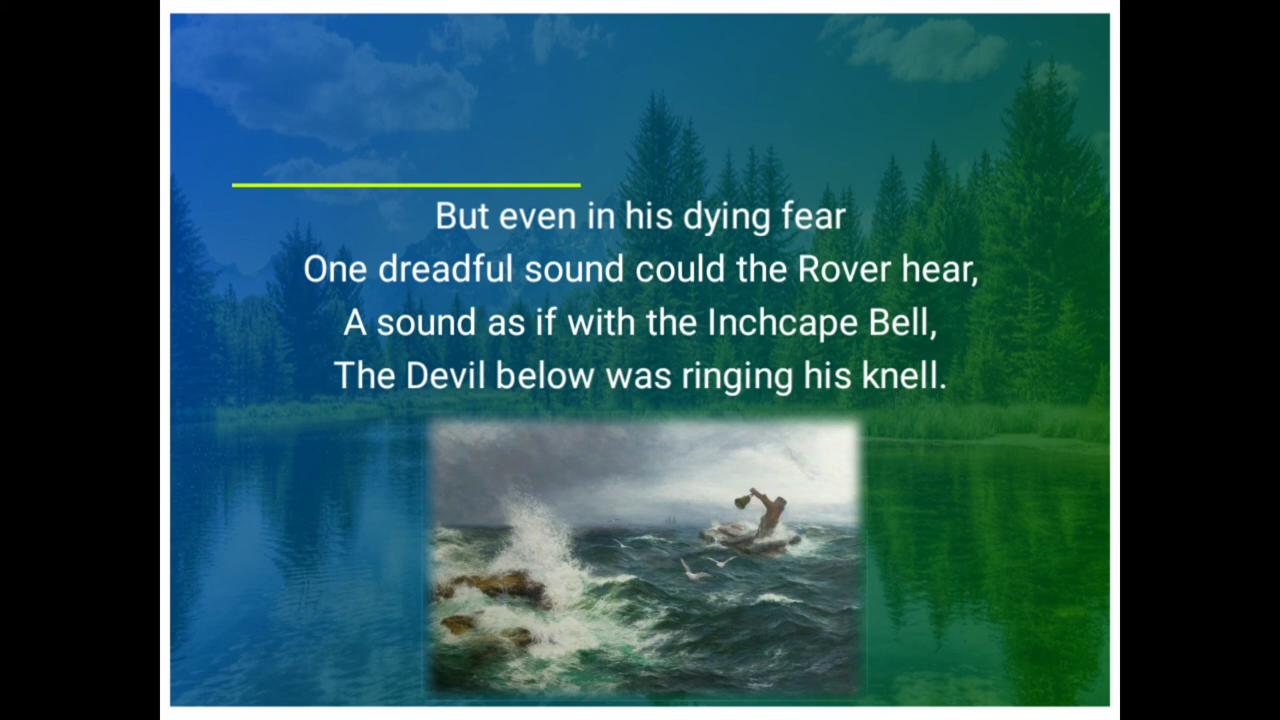 But even in his dying fear
One dreadful sound could the Rover hear,
A sound as if with the Inchcape Bell,
The Devil below was ringing his knell.